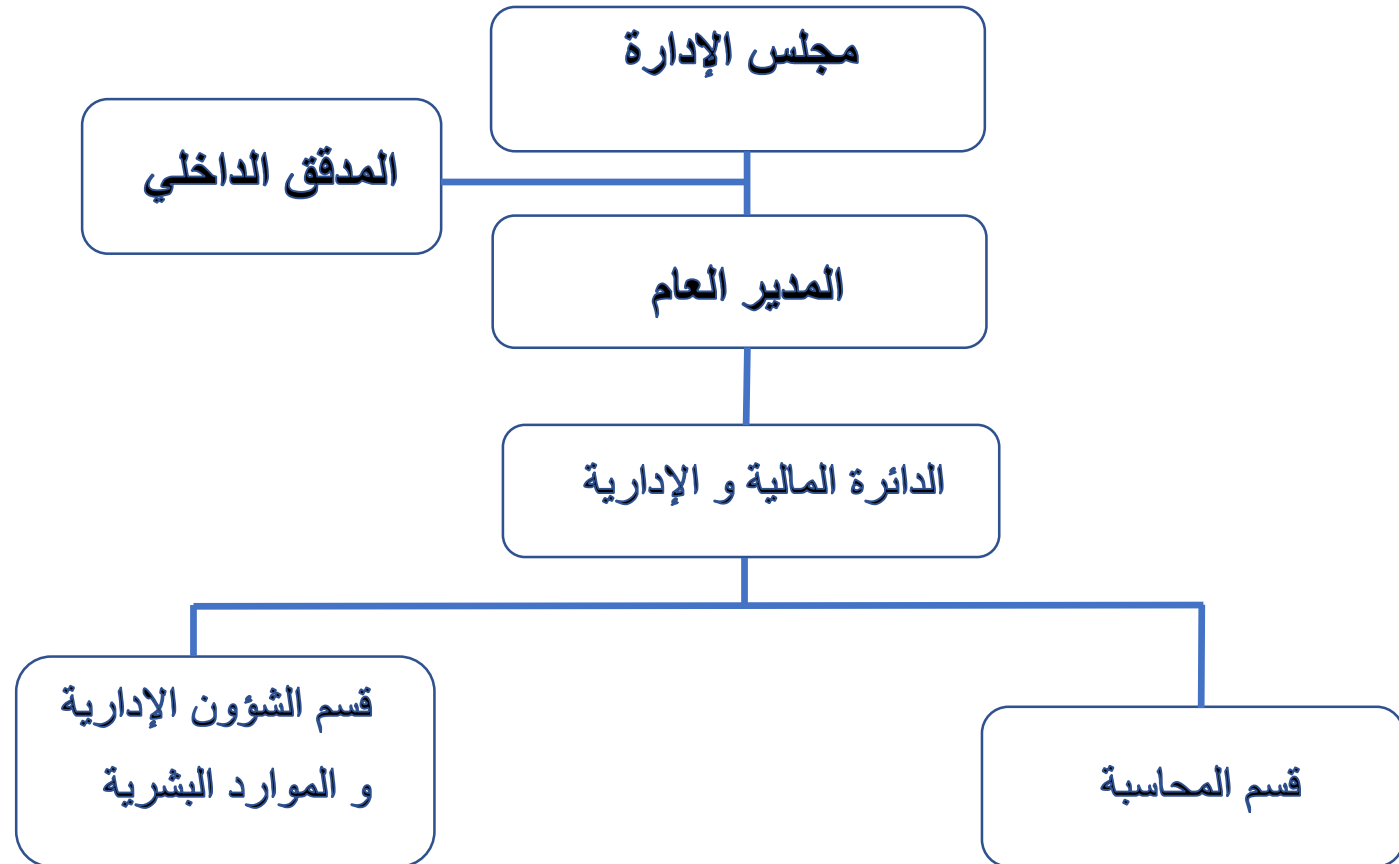 مجلس الإدارة
المدقق الداخلي
المدير العام
الدائرة المالية و الإدارية
قسم الشؤون الإدارية
و الموارد البشرية
قسم المحاسبة